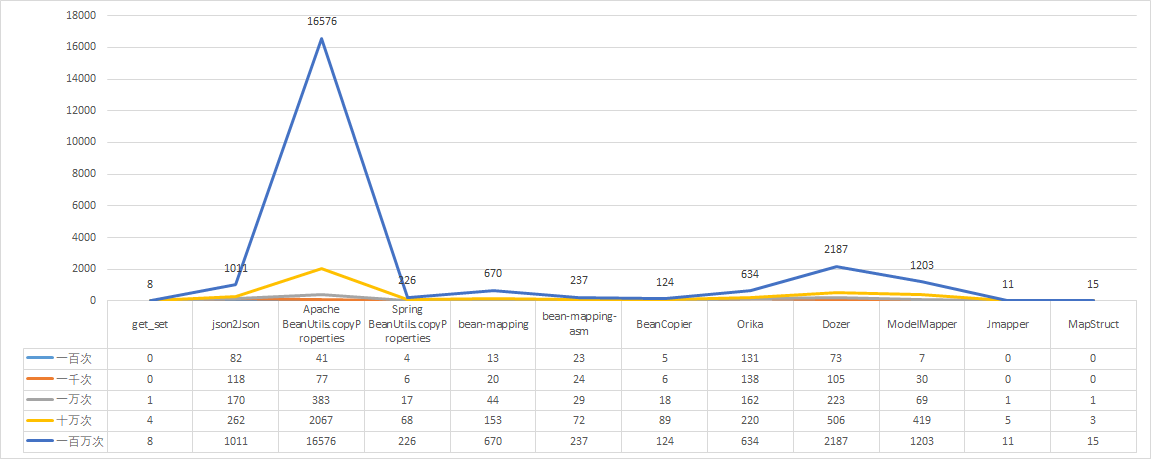 18000
16000
14000
12000
10000
8000
6000
4000
2000
0
8
1011
16576
226
670
237
124
634
2187
1203
11
15
get_set
json2Json
Apache
BeanUtils.copyP
roperties
Spring
BeanUtils.copyP
roperties
bean-mapping
bean-mapping-
asm
BeanCopier
Orika
Dozer
ModelMapper
Jmapper
MapStruct
一百次 0 82 41 4 13 23 5 131 73 7 0 0
一千次 0 118 77 6 20 24 6 138 105 30 0 0
一万次 1 170 383 17 44 29 18 162 223 69 1 1
十万次 4 262 2067 68 153 72 89 220 506 419 5 3
一百万次 8 1011 16576 226 670 237 124 634 2187 1203 11 15